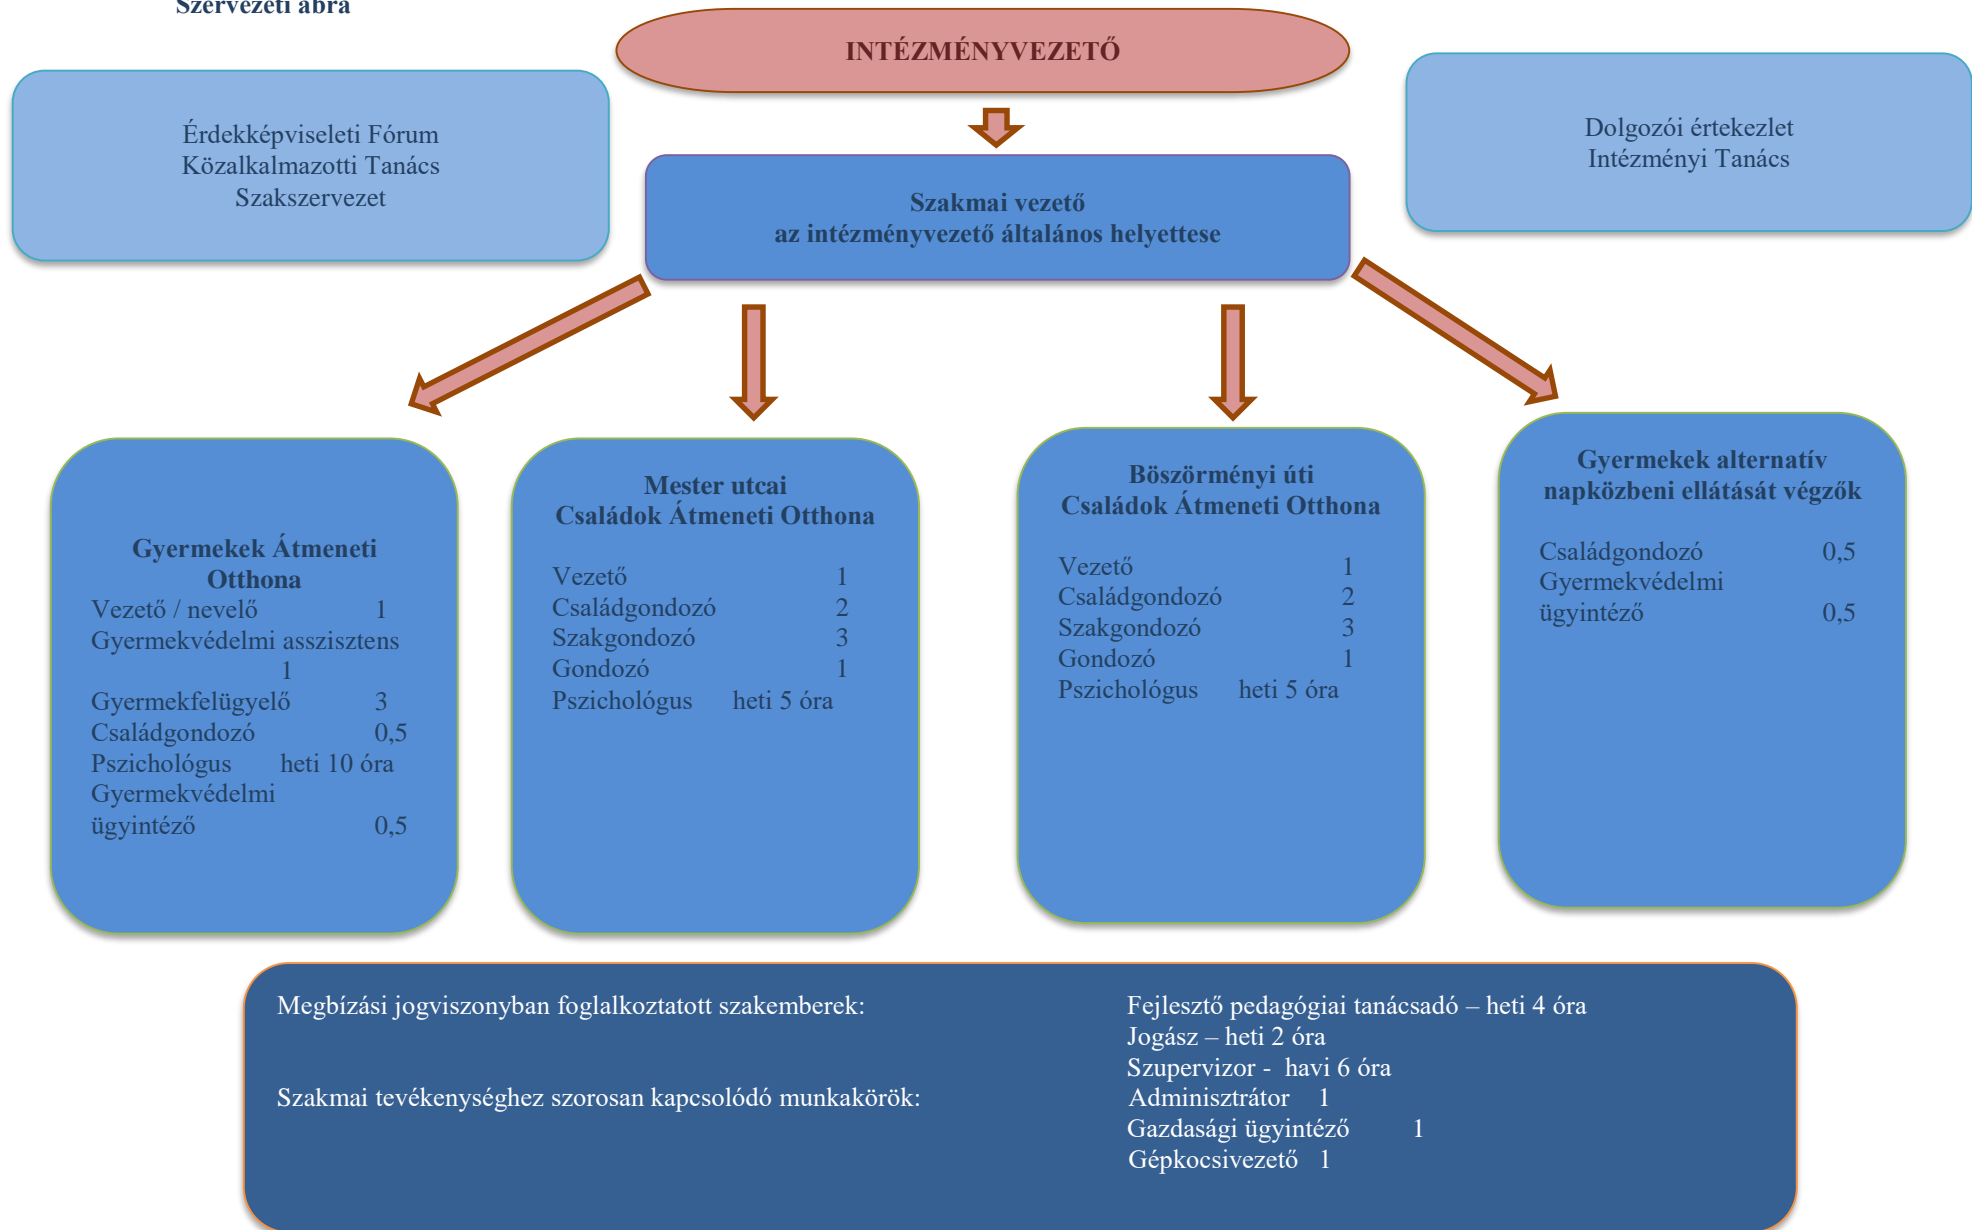 Szervezeti ábra
INTÉZMÉNYVEZETŐ
Érdekképviseleti Fórum
Közalkalmazotti Tanács
Szakszervezet
Dolgozói értekezlet
Intézményi Tanács
Szakmai vezető
az intézményvezető általános helyettese
Gyermekek Átmeneti
Otthona
Vezető / nevelő 1
Gyermekvédelmi asszisztens
1
Gyermekfelügyelő 3
Családgondozó 0,5
Pszichológus heti 10 óra
Gyermekvédelmi
ügyintéző 0,5
Mester utcai
Családok Átmeneti Otthona
Vezető 1
Családgondozó 2
Szakgondozó 3
Gondozó 1
Pszichológus heti 5 óra
Böszörményi úti
Családok Átmeneti Otthona
Vezető 1
Családgondozó 2
Szakgondozó 3
Gondozó 1
Pszichológus heti 5 óra
Gyermekek alternatív
napközbeni ellátását végzők
Családgondozó 0,5
Gyermekvédelmi
ügyintéző 0,5
Megbízási jogviszonyban foglalkoztatott szakemberek: Fejlesztő pedagógiai tanácsadó – heti 4 óra
Jogász – heti 2 óra
Szupervizor - havi 6 óra
Szakmai tevékenységhez szorosan kapcsolódó munkakörök: Adminisztrátor 1
Gazdasági ügyintéző 1
Gépkocsivezető 1